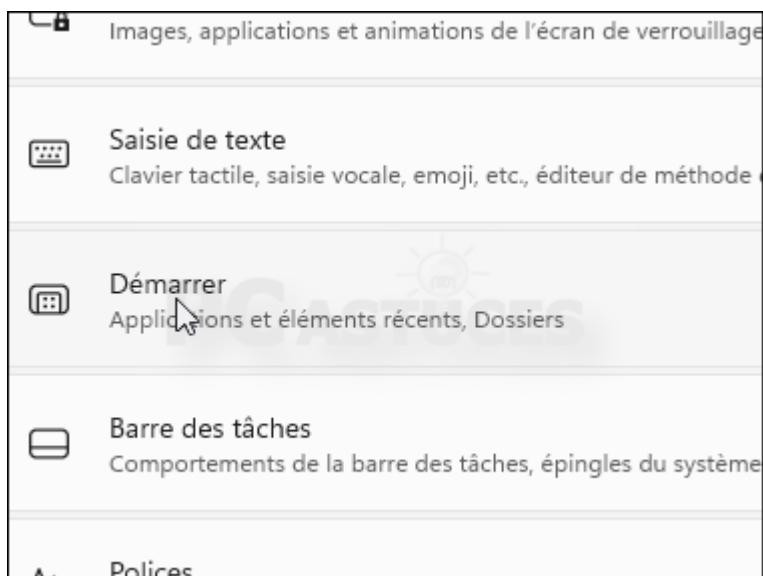 Images, applications et animations de l'écran de verrouillage
Saisie de texte
Clavier tactile, saisie vocale, emoji, etc., éditeur de méthode
Démarrer
Applications et éléments récents, Dossiers
PC ASTUCES
Barre des tâches
Comportements de la barre des tâches, épingles du système
Polices